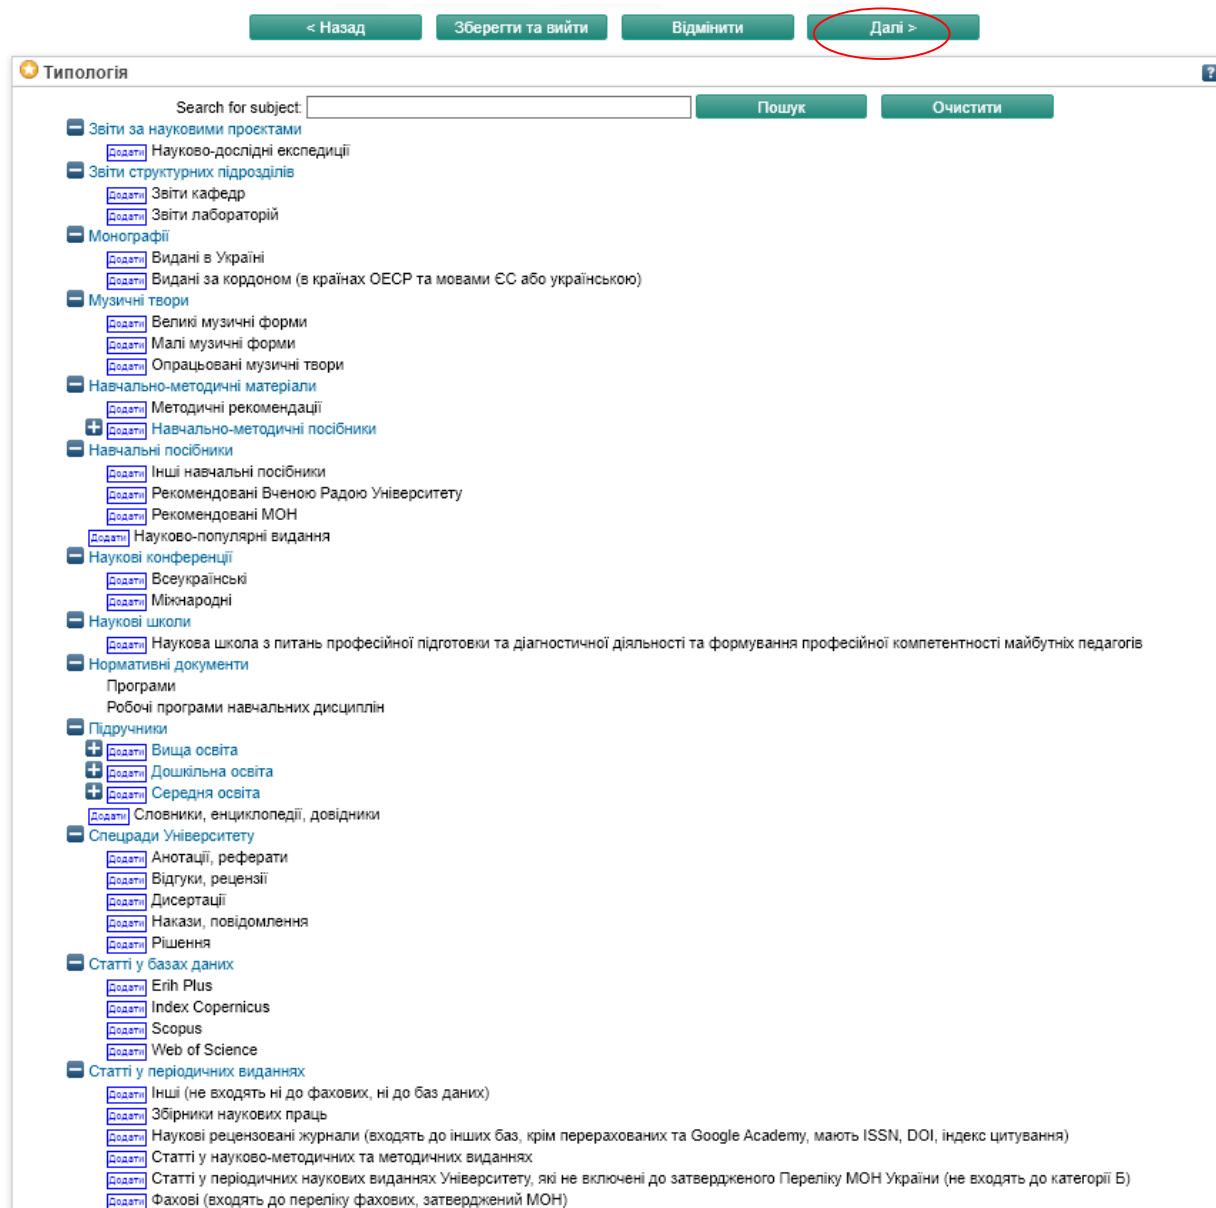 < Назад Зберегти та вийти Відмінити Далі >
Типологія ?
Search for subject: Пошук Очистити
Звіти за науковими проєктами
Додати Науково-дослідні експедиції
Звіти структурних підрозділів
Додати Звіти кафедр
Додати Звіти лабораторій
Монографії
Додати Видані в Україні
Додати Видані за кордоном (в країнах ОЕСР та мовами ЄС або українською)
Музичні твори
Додати Великі музичні форми
Додати Малі музичні форми
Додати Опрацьовані музичні твори
Навчально-методичні матеріали
Додати Методичні рекомендації
Додати Навчально-методичні посібники
Навчальні посібники
Додати Інші навчальні посібники
Додати Рекомендовані Вченою Радою Університету
Додати Рекомендовані МОН
Додати Науково-популярні видання
Наукові конференції
Додати Всеукраїнські
Додати Міжнародні
Наукові школи
Додати Наукова школа з питань професійної підготовки та діагностичної діяльності та формування професійної компетентності майбутніх педагогів
Нормативні документи
Програми
Робочі програми навчальних дисциплін
Підручники
Додати Вища освіта
Додати Дошкільна освіта
Додати Середня освіта
Додати Словники, енциклопедії, довідники
Спецради Університету
Додати Анотації, реферати
Додати Відгуки, рецензії
Додати Дисертації
Додати Накази, повідомлення
Додати Рішення
Статті у базах даних
Додати Erih Plus
Додати Index Copernicus
Додати Scopus
Додати Web of Science
Статті у періодичних виданнях
Додати Інші (не входять ні до фахових, ні до баз даних)
Додати Збірники наукових праць
Додати Наукові рецензовані журнали (входять до інших баз, крім перерахованих та Google Academy, мають ISSN, DOI, індекс цитування)
Додати Статті у науково-методичних та методичних виданнях
Додати Статті у періодичних наукових виданнях Університету, які не включені до затвердженого Переліку МОН України (не входять до категорії Б)
Додати Фахові (входять до переліку фахових, затверджений МОН)